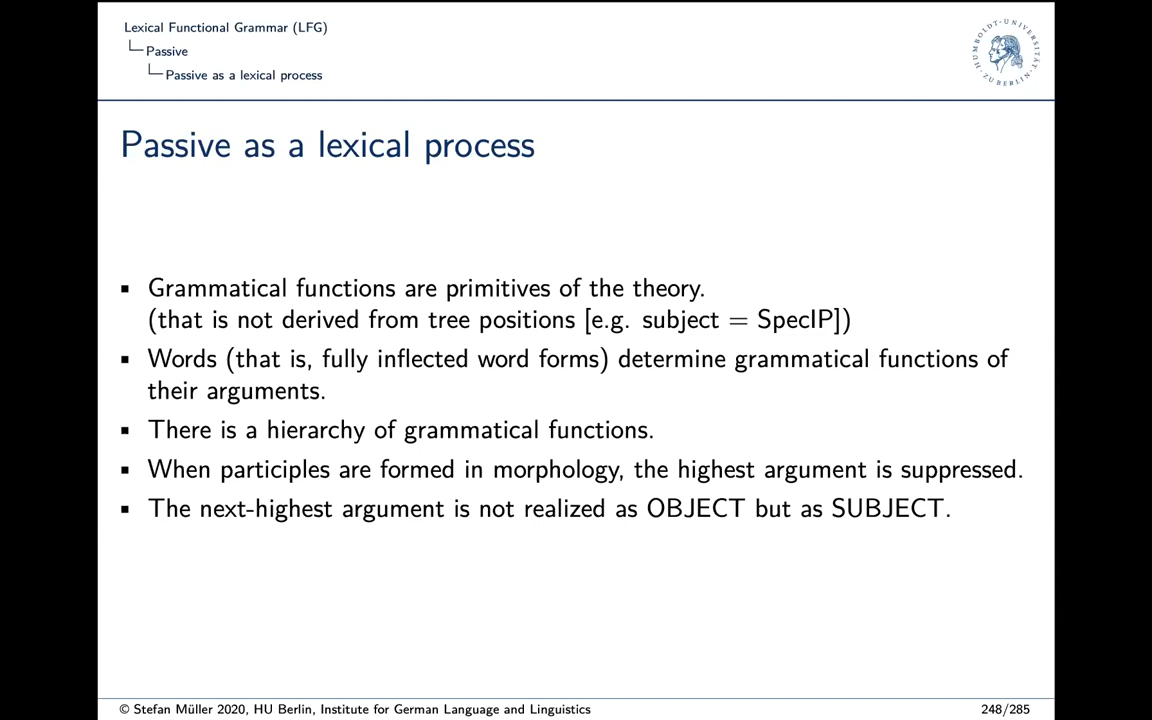 Lexical Functional Grammar (LFG)
Passive
Passive as a lexical process
HUMBOLDT-UNIVERSITÄT ZU BERLIN
Passive as a lexical process
▪ Grammatical functions are primitives of the theory.
(that is not derived from tree positions [e.g. subject = SpecIP])
▪ Words (that is, fully inflected word forms) determine grammatical functions of
their arguments.
▪ There is a hierarchy of grammatical functions.
▪ When participles are formed in morphology, the highest argument is suppressed.
▪ The next-highest argument is not realized as OBJECT but as SUBJECT.
© Stefan Müller 2020, HU Berlin, Institute for German Language and Linguistics
248/285